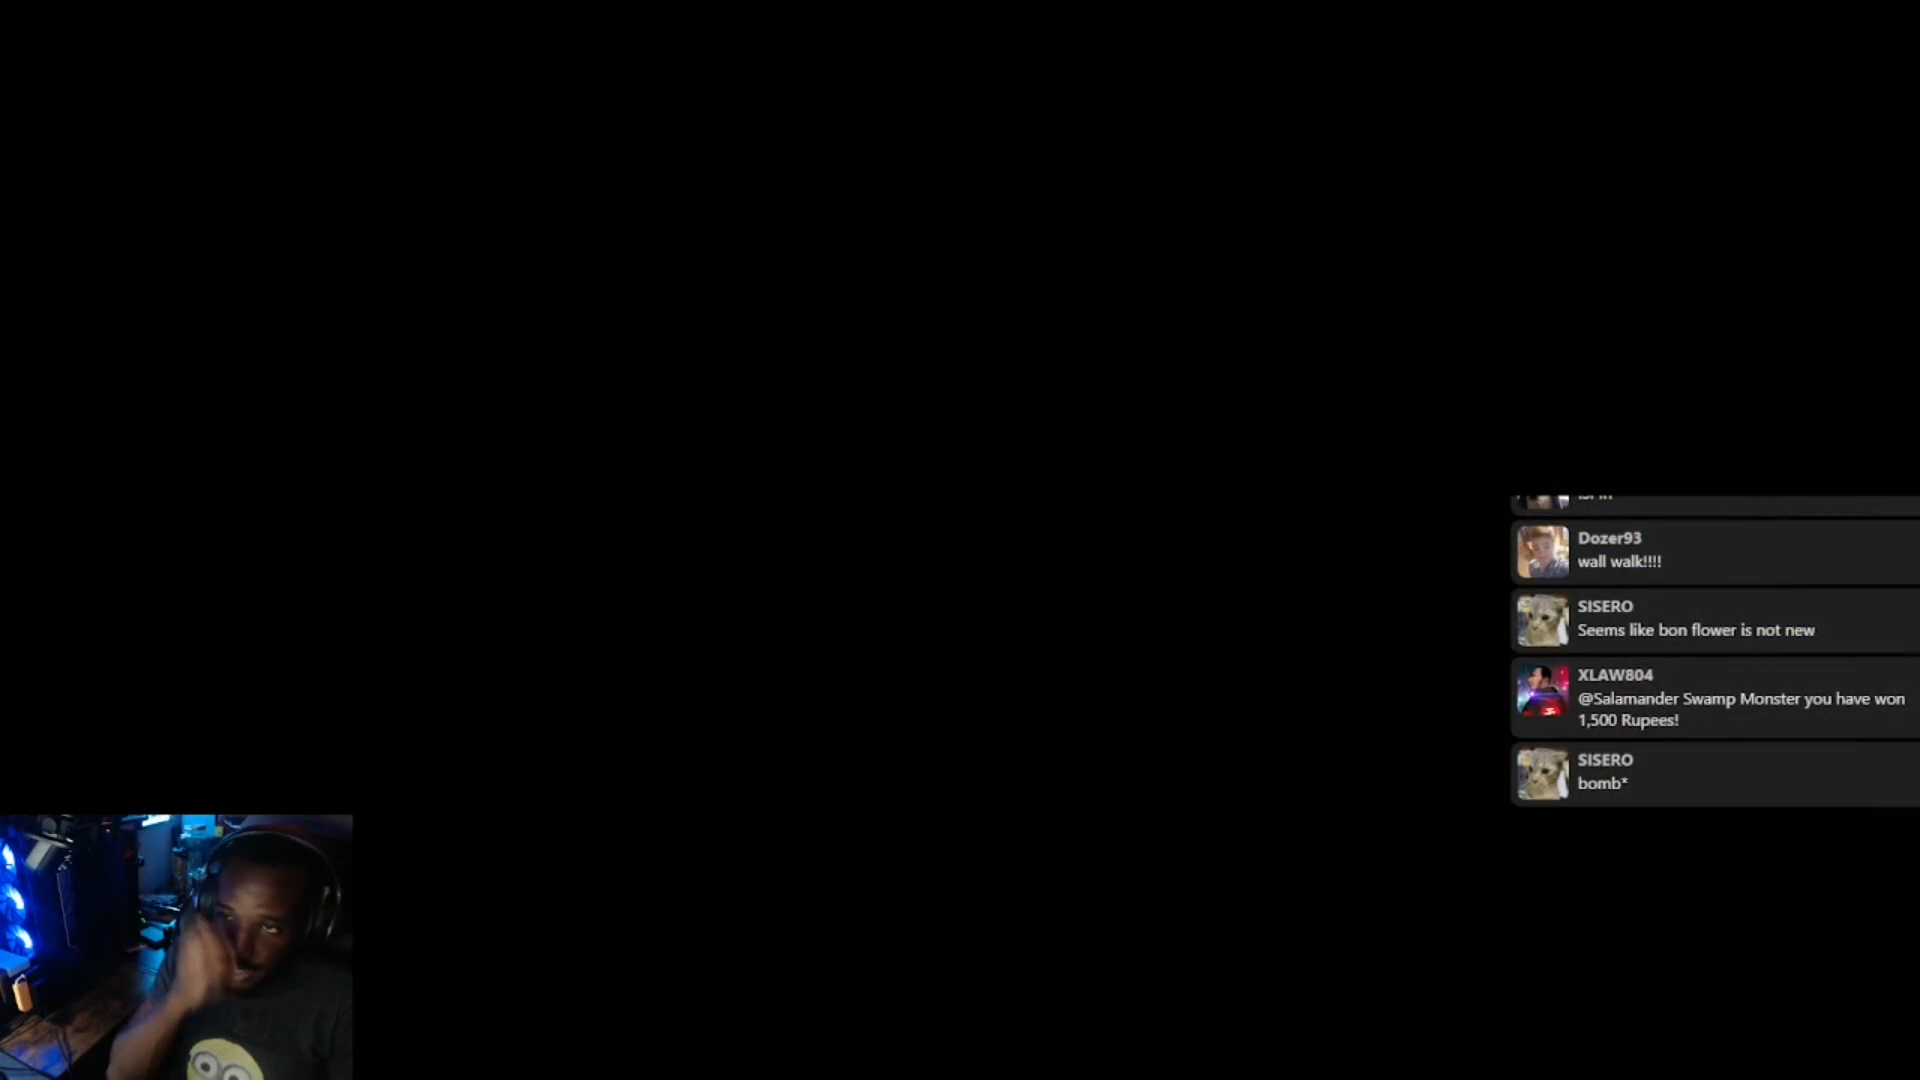 Dozer93
wall walk!!!!
SISERO
Seems like bon flower is not new
XLAW804
@Salamander Swamp Monster you have won
1,500 Rupees!
SISERO
bomb*